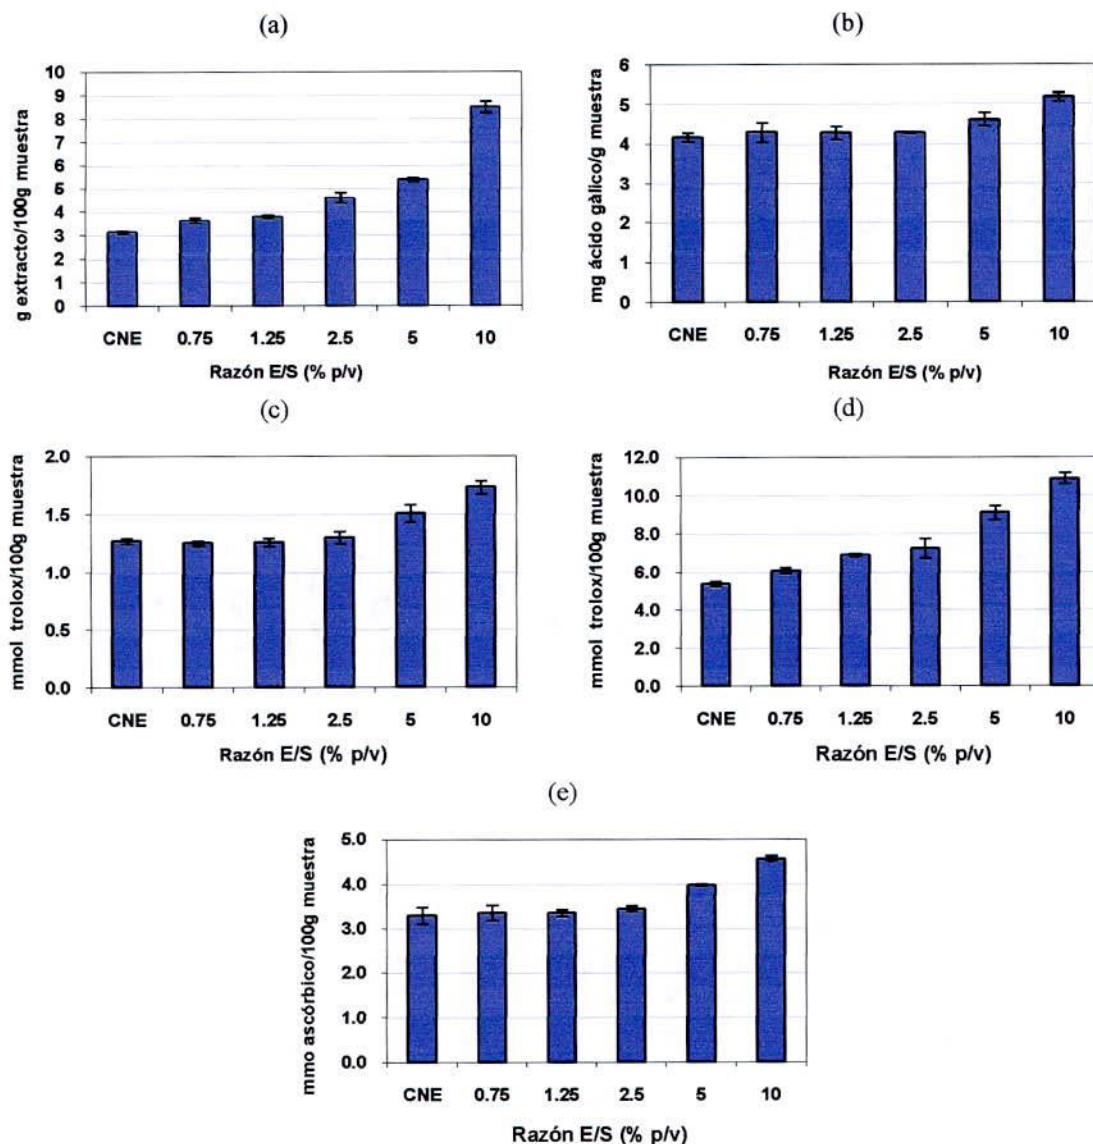 (a)
g extracto/100g muestra
10
9
8
7
6
5
4
3
2
1
0
CNE 0.75 1.25 2.5 5 10
Razón E/S (% p/v)
(b)
mg ácido gàlico/g muestra
6
5
4
3
2
1
0
CNE 0.75 1.25 2.5 5 10
Razón E/S (% p/v)
(c)
mmol trolox/100g muestra
2.0
1.5
1.0
0.5
0.0
CNE 0.75 1.25 2.5 5 10
Razón E/S (% p/v)
(d)
mmol trolox/100g muestra
12.0
10.0
8.0
6.0
4.0
2.0
0.0
CNE 0.75 1.25 2.5 5 10
Razón E/S (% p/v)
(e)
mmo ascórbico/100g muestra
5.0
4.0
3.0
2.0
1.0
0.0
CNE 0.75 1.25 2.5 5 10
Razón E/S (% p/v)